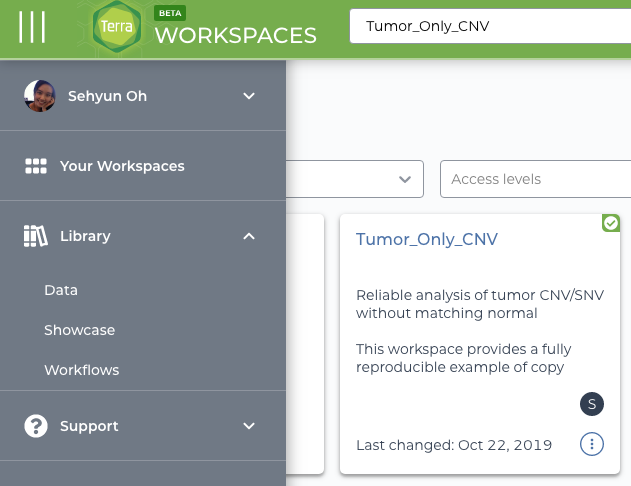 Terra
BETA
WORKSPACES
Tumor_Only_CNV
Sehyun Oh
Your Workspaces
Library
Data
Showcase
Workflows
Support
Access levels
Tumor_Only_CNV
Reliable analysis of tumor CNV/SNV
without matching normal
This workspace provides a fully
reproducible example of copy
S
Last changed: Oct 22, 2019